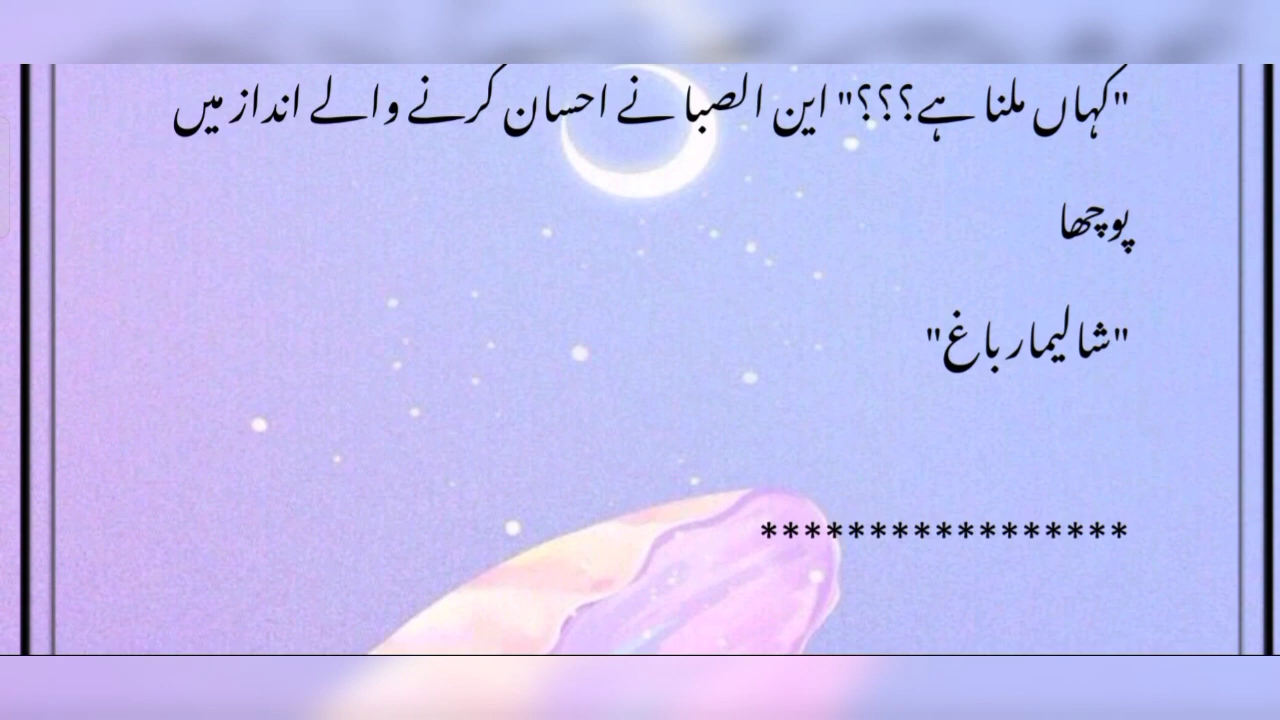 "کہاں ملنا ہے؟؟؟" این الصبا نے احسان کرنے والے انداز میں
پوچھا
"شالیمار باغ"
*****************